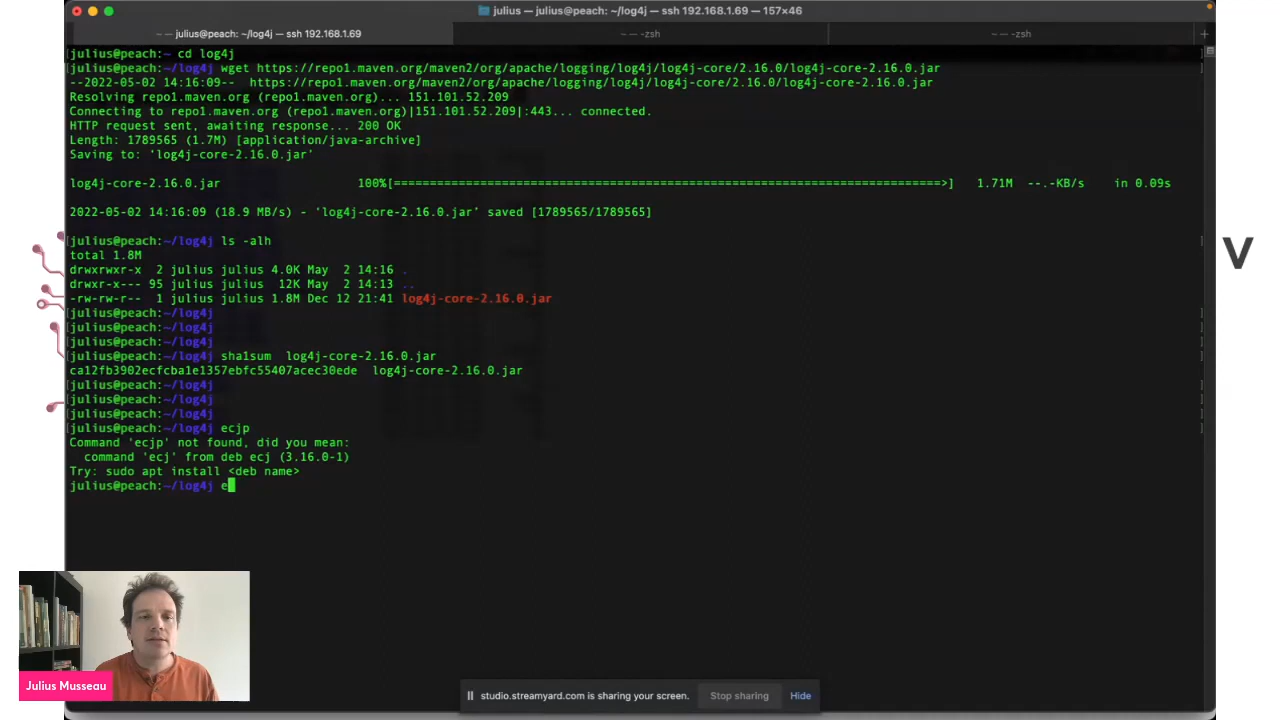 julius — julius@peach: ~/log4j — ssh 192.168.1.69 — 157×46
~ — julius@peach: ~/log4j — ssh 192.168.1.69
~ — -zsh
~ — -zsh
+
[julius@peach:~ cd log4j
[julius@peach:~/log4j wget https://repo1.maven.org/maven2/org/apache/logging/log4j/log4j-core/2.16.0/log4j-core-2.16.0.jar ]
--2022-05-02 14:16:09--  https://repo1.maven.org/maven2/org/apache/logging/log4j/log4j-core/2.16.0/log4j-core-2.16.0.jar
Resolving repo1.maven.org (repo1.maven.org)... 151.101.52.209
Connecting to repo1.maven.org (repo1.maven.org)|151.101.52.209|:443... connected.
HTTP request sent, awaiting response... 200 OK
Length: 1789565 (1.7M) [application/java-archive]
Saving to: 'log4j-core-2.16.0.jar'
log4j-core-2.16.0.jar 100%[=============================================================================>] 1.71M --.-KB/s in 0.09s
2022-05-02 14:16:09 (18.9 MB/s) - 'log4j-core-2.16.0.jar' saved [1789565/1789565]
[julius@peach:~/log4j ls -alh ]
total 1.8M
drwxrwxr-x  2 julius julius 4.0K May  2 14:16 .
drwxr-x--- 95 julius julius  12K May  2 14:13 ..
-rw-rw-r--  1 julius julius 1.8M Dec 12 21:41 log4j-core-2.16.0.jar
[julius@peach:~/log4j ]
[julius@peach:~/log4j ]
[julius@peach:~/log4j ]
[julius@peach:~/log4j sha1sum  log4j-core-2.16.0.jar ]
ca12fb3902ecfcba1e1357ebfc55407acec30ede  log4j-core-2.16.0.jar
[julius@peach:~/log4j ]
[julius@peach:~/log4j ]
[julius@peach:~/log4j ]
[julius@peach:~/log4j ecjp ]
Command 'ecjp' not found, did you mean:
command 'ecj' from deb ecj (3.16.0-1)
Try: sudo apt install <deb name>
julius@peach:~/log4j e
V
Julius Musseau
studio.streamyard.com is sharing your screen.
Stop sharing
Hide